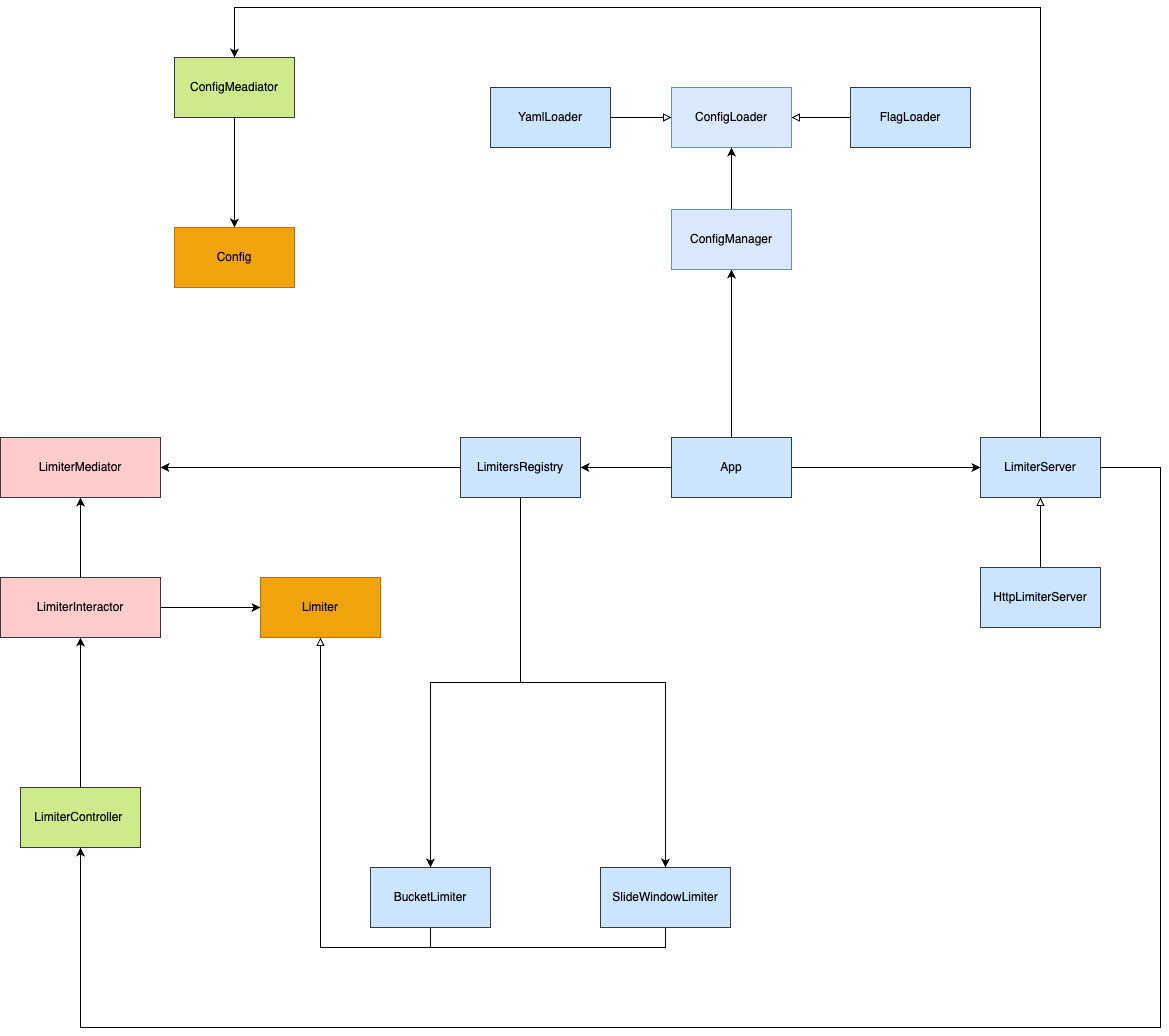 ConfigMeadiator
YamlLoader
ConfigLoader
FlagLoader
ConfigManager
Config
LimiterMediator
LimitersRegistry
App
LimiterServer
LimiterInteractor
Limiter
HttpLimiterServer
LimiterController
BucketLimiter
SlideWindowLimiter